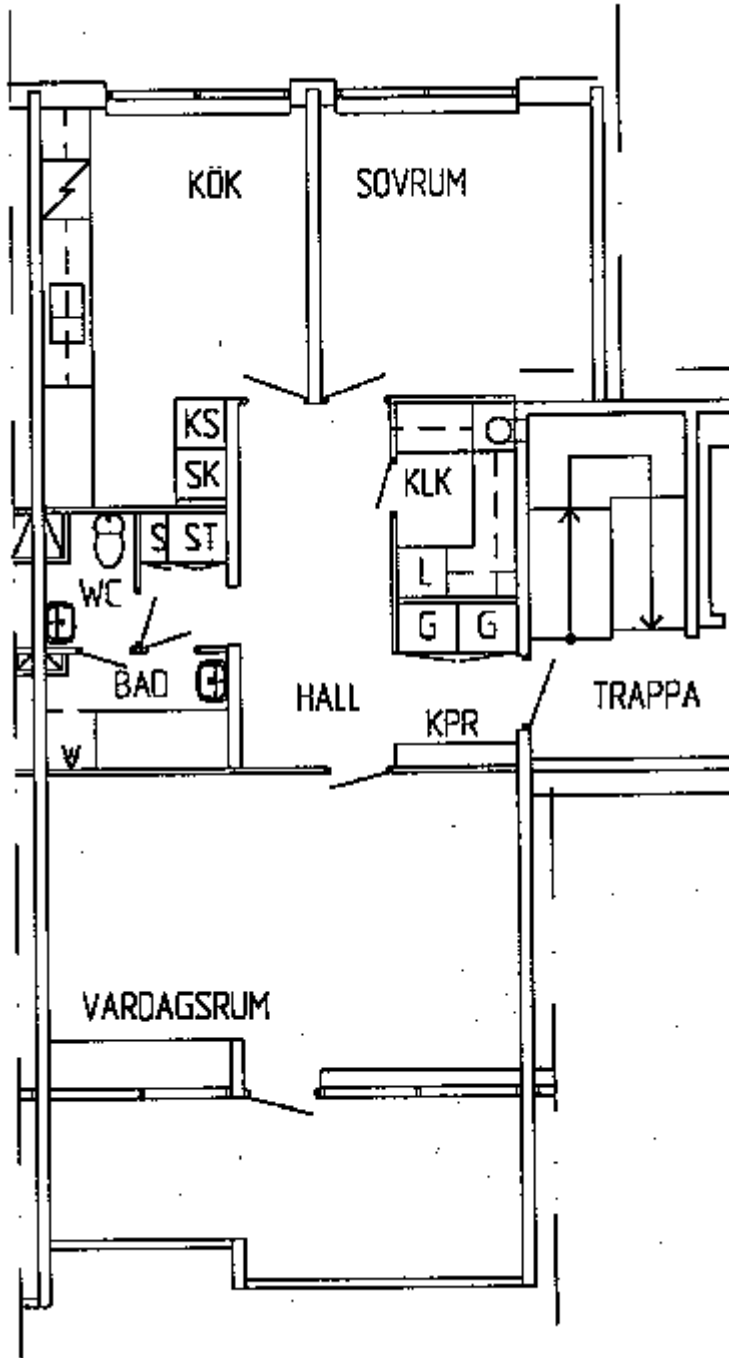 KÖK
SOVRUM
KS
SK
KLK
S
ST
WC
L
G
G
BAD
HALL
KPR
TRAPPA
VARDAGSRUM